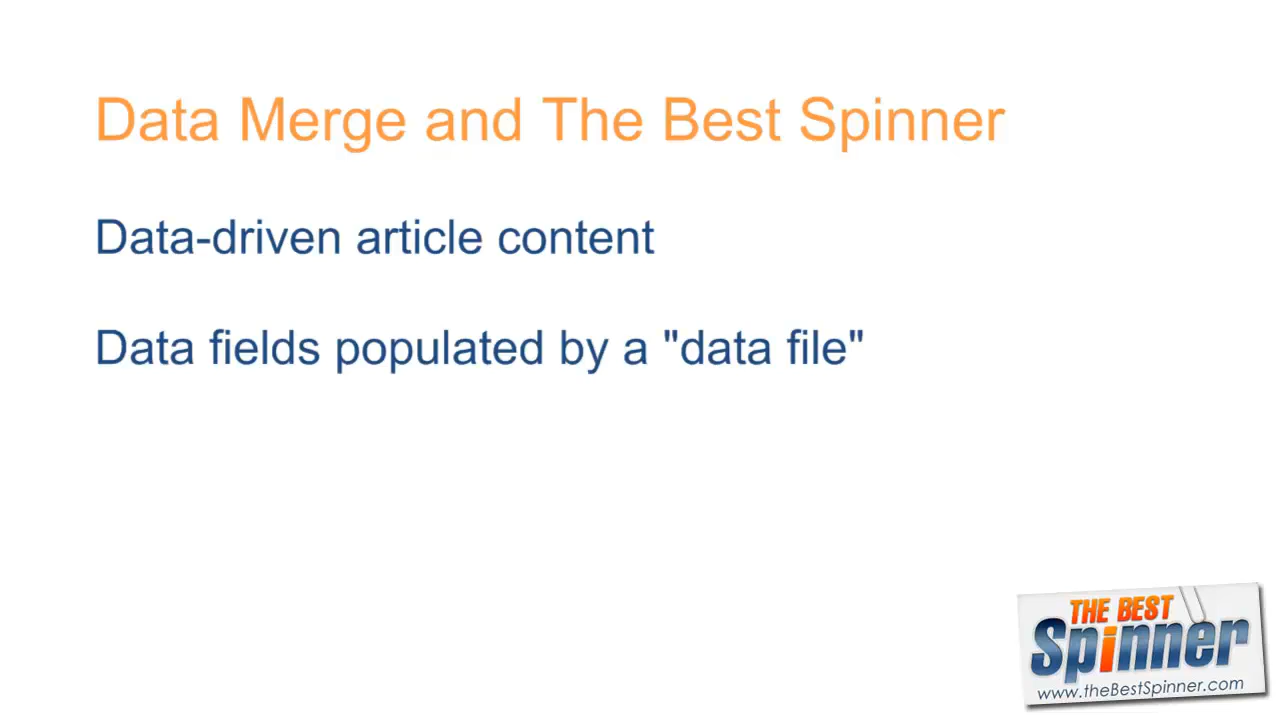 Data Merge and The Best Spinner
Data-driven article content
Data fields populated by a "data file"
THE BEST
Spinner
www.theBestSpinner.com